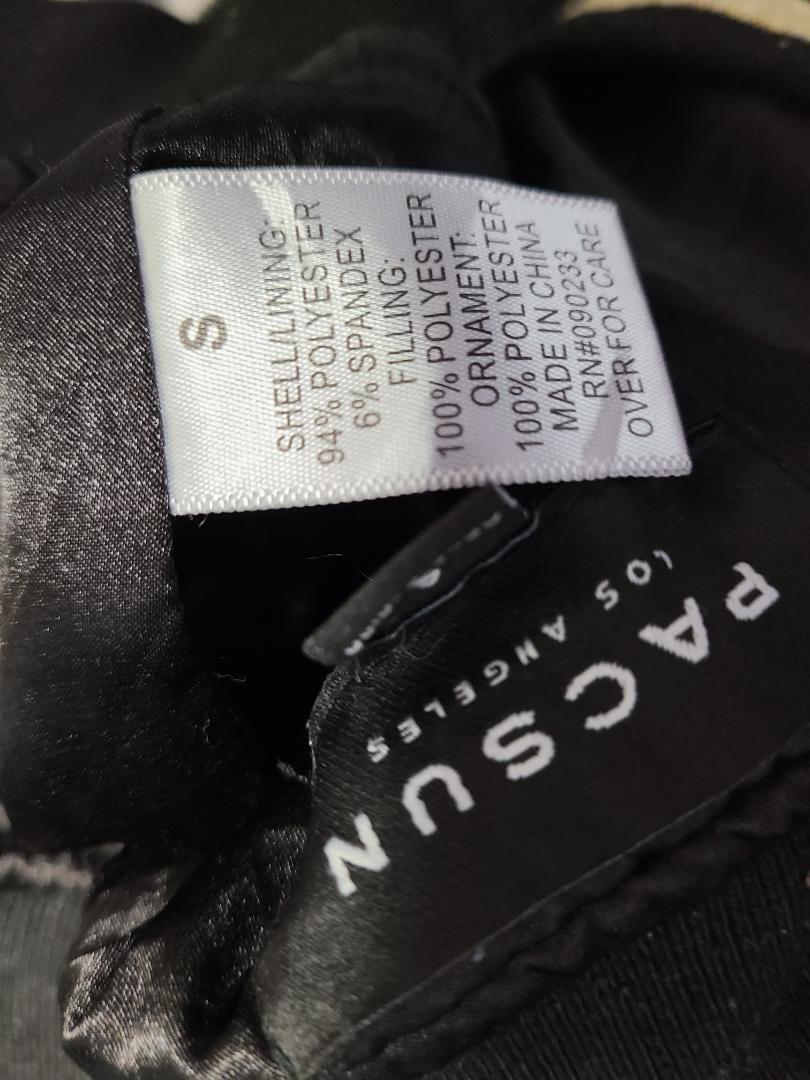 S
SHELL/LINING:
94% POLYESTER
6% SPANDEX
FILLING:
100% POLYESTER
ORNAMENT:
100% POLYESTER
MADE IN CHINA
RN#090233
OVER FOR CARE
PACSUN
LOS ANGELES